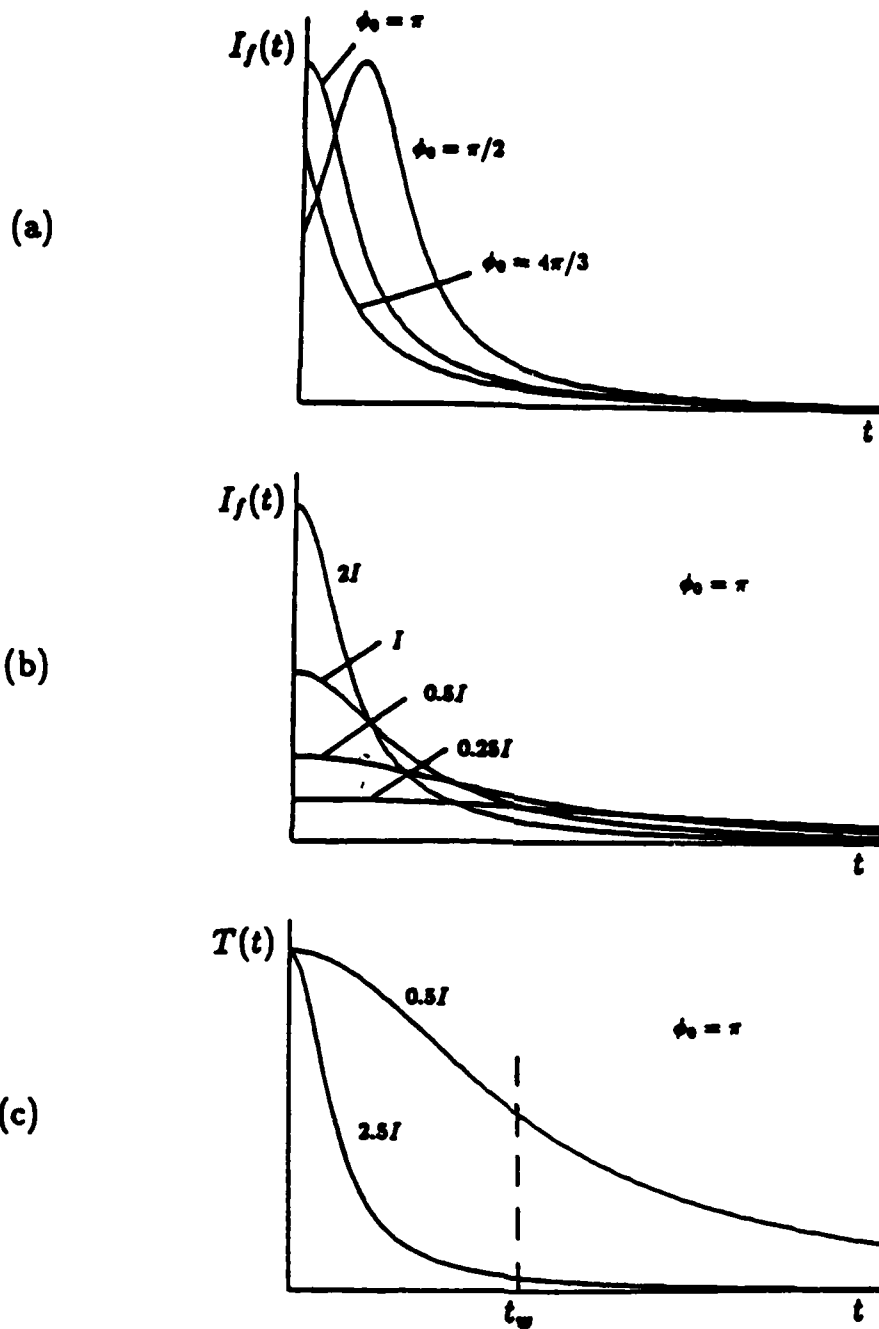 (a)
I_f(t)
ϕ₀ = π
ϕ₀ = π/2
ϕ₀ = 4π/3
t
(b)
I_f(t)
2I
I
0.5I
0.25I
ϕ₀ = π
t
(c)
T(t)
0.5I
2.5I
ϕ₀ = π
t_w
t